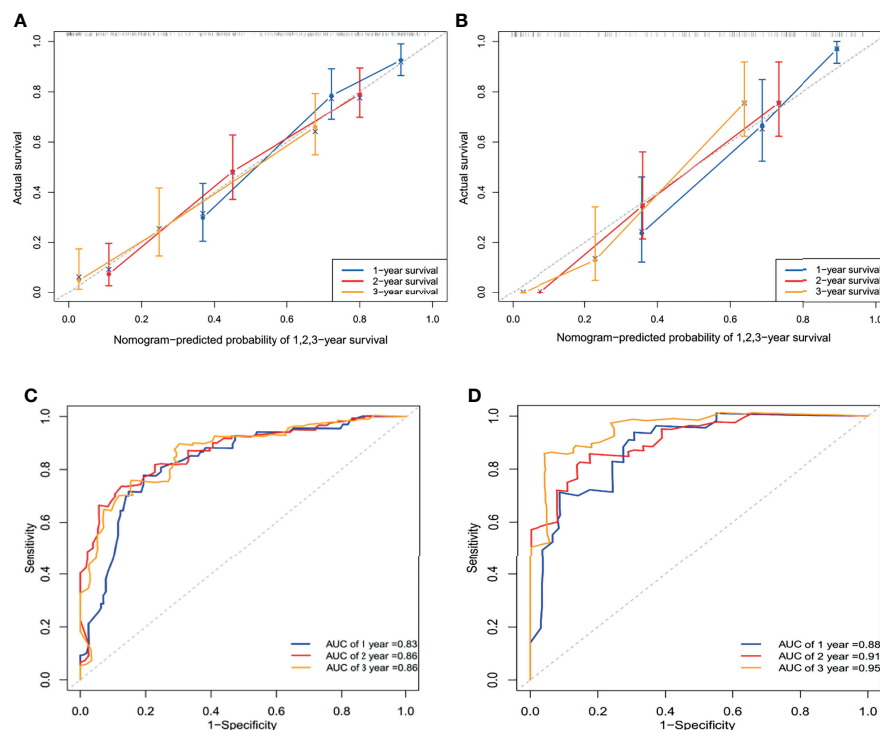 A
Actual survival
1.0
0.8
0.6
0.4
0.2
0.0
0.0 0.2 0.4 0.6 0.8 1.0
1-year survival
2-year survival
3-year survival
Nomogram-predicted probability of 1,2,3-year survival
B
Actual survival
1.0
0.8
0.6
0.4
0.2
0.0
0.0 0.2 0.4 0.6 0.8 1.0
1-year survival
2-year survival
3-year survival
Nomogram-predicted probability of 1,2,3-year survival
C
Sensitivity
1.0
0.8
0.6
0.4
0.2
0.0
0.0 0.2 0.4 0.6 0.8 1.0
AUC of 1 year =0.83
AUC of 2 year =0.86
AUC of 3 year =0.86
1-Specificity
D
Sensitivity
1.0
0.8
0.6
0.4
0.2
0.0
0.0 0.2 0.4 0.6 0.8 1.0
AUC of 1 year =0.88
AUC of 2 year =0.91
AUC of 3 year =0.95
1-Specificity